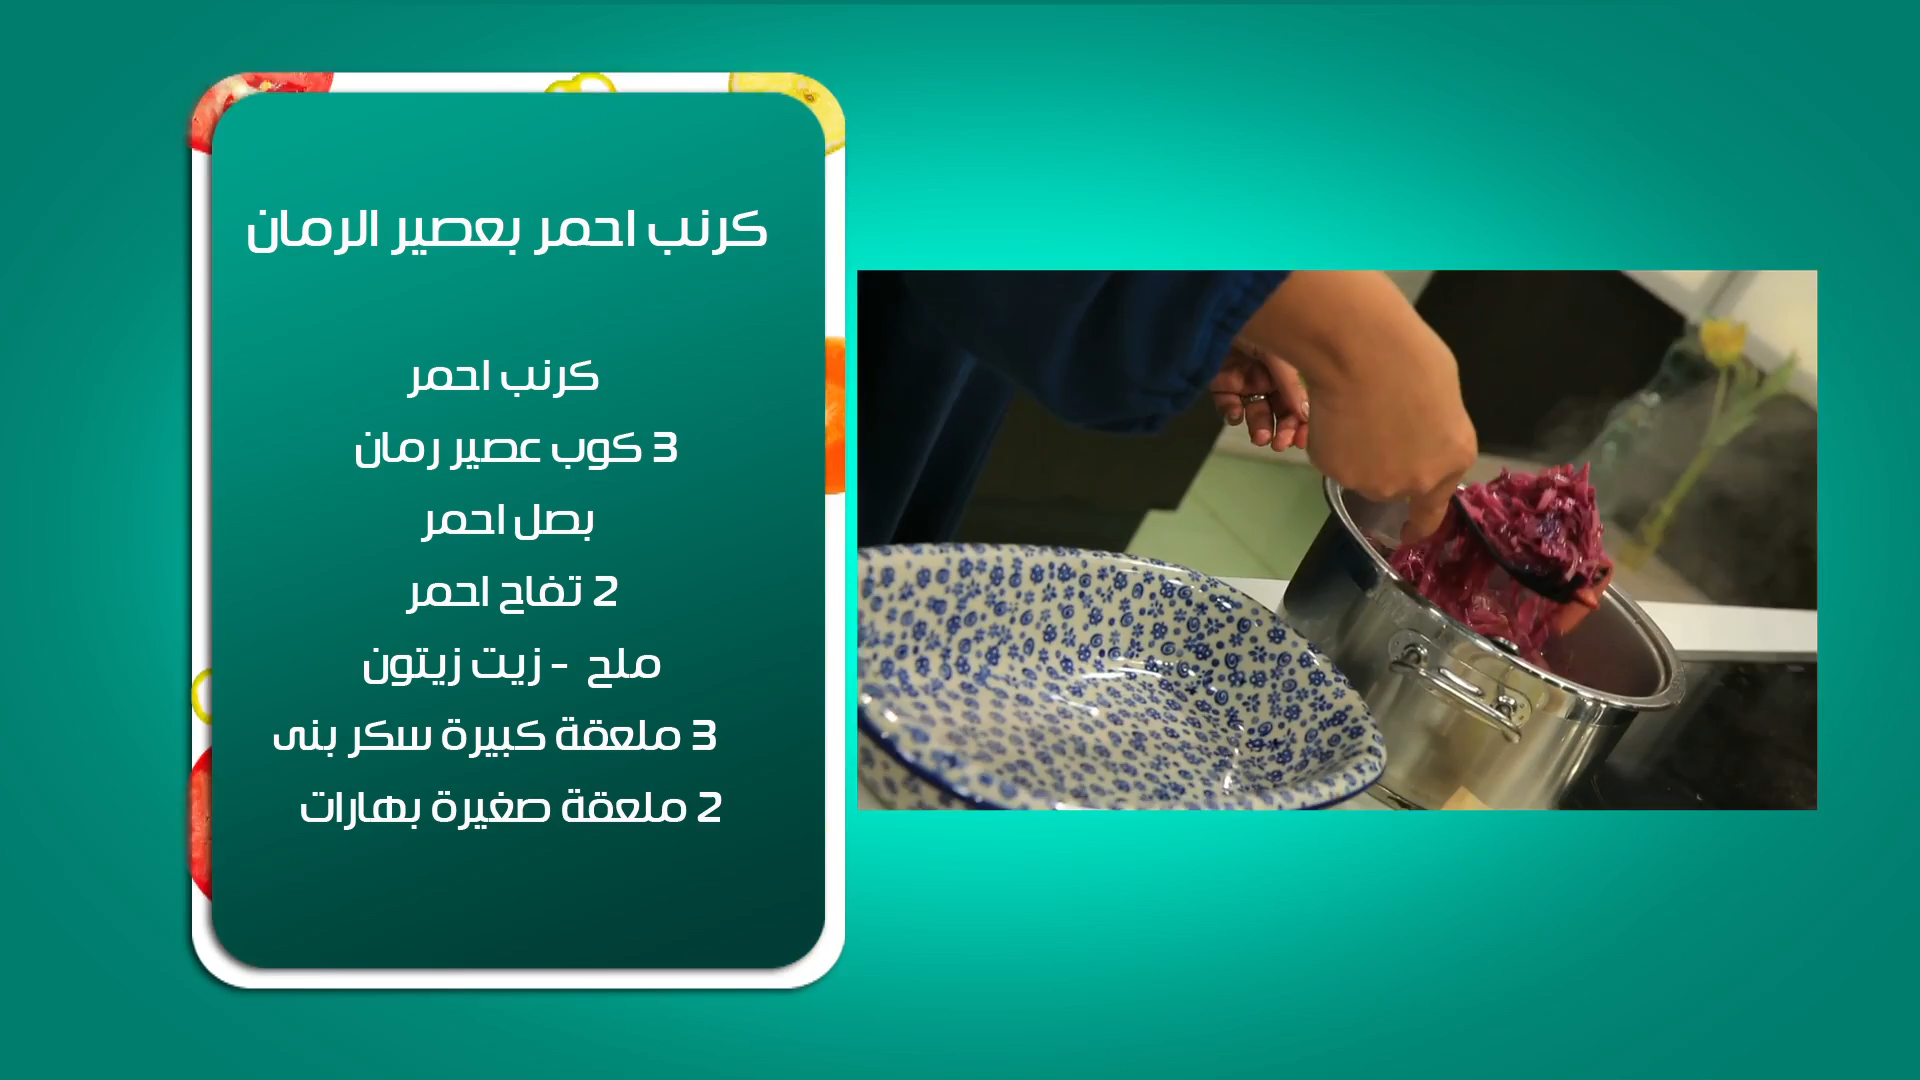 كرنب احمر بعصير الرمان
كرنب احمر
3 كوب عصير رمان
بصل احمر
2 تفاح احمر
ملح - زيت زيتون
3 ملعقة كبيرة سكر بنى
2 ملعقة صغيرة بهارات